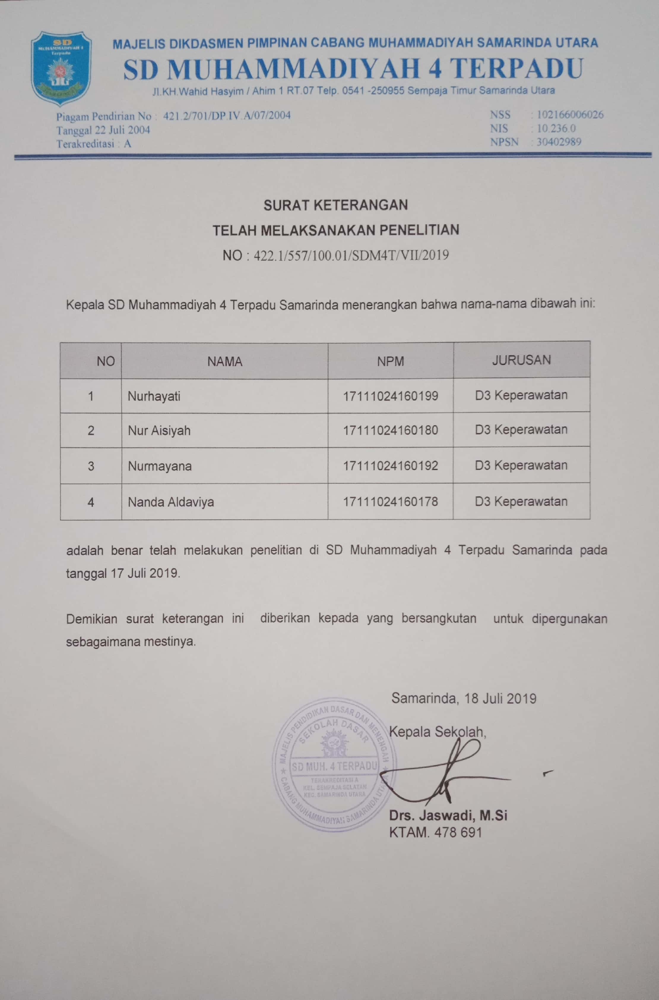 SD
MUHAMMADIYAH 4
Terpadu
MAJELIS DIKDASMEN PIMPINAN CABANG MUHAMMADIYAH SAMARINDA UTARA
SD MUHAMMADIYAH 4 TERPADU
Jl.KH.Wahid Hasyim / Ahim 1 RT.07 Telp. 0541 -250955 Sempaja Timur Samarinda Utara
Piagam Pendirian No : 421.2/701/DP.IV.A/07/2004
Tanggal 22 Juli 2004
Terakreditasi : A
NSS : 102166006026
NIS : 10.236.0
NPSN : 30402989
SURAT KETERANGAN
TELAH MELAKSANAKAN PENELITIAN
NO : 422.1/557/100.01/SDM4T/VII/2019
Kepala SD Muhammadiyah 4 Terpadu Samarinda menerangkan bahwa nama-nama dibawah ini:
NO NAMA NPM JURUSAN
1 Nurhayati 17111024160199 D3 Keperawatan
2 Nur Aisiyah 17111024160180 D3 Keperawatan
3 Nurmayana 17111024160192 D3 Keperawatan
4 Nanda Aldaviya 17111024160178 D3 Keperawatan
adalah benar telah melakukan penelitian di SD Muhammadiyah 4 Terpadu Samarinda pada
tanggal 17 Juli 2019.
Demikian surat keterangan ini diberikan kepada yang bersangkutan untuk dipergunakan
sebagaimana mestinya.
Samarinda, 18 Juli 2019
Kepala Sekolah,
MAJELIS PENDIDIKAN DASAR DAN MENENGAH
SEKOLAH DASAR
SD MUH. 4 TERPADU
TERAKREDITASI A
KEL. SEMPAJA SELATAN
KEC. SAMARINDA UTARA
CABANG MUHAMMADIYAH SAMARINDA UTARA
Drs. Jaswadi, M.Si
KTAM. 478 691